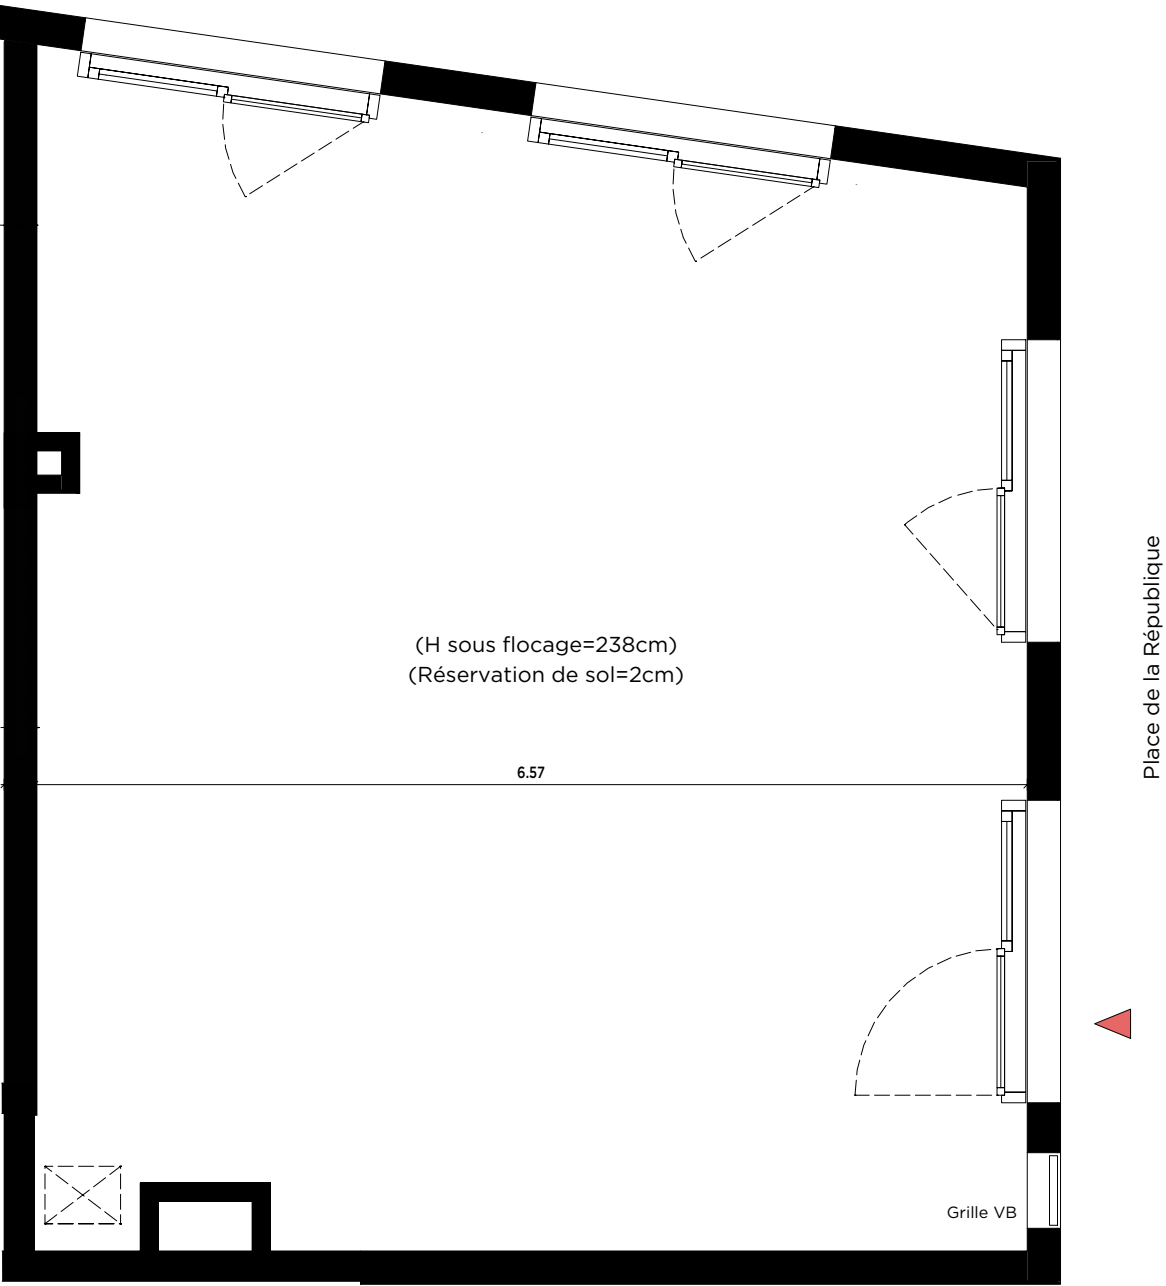 (H sous flocage=238cm)
(Réservation de sol=2cm)
Place de la République
6.57
Grille VB